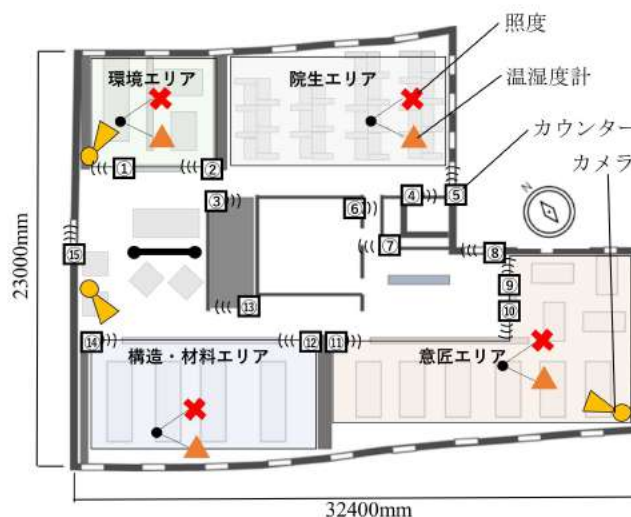 照度
環境エリア
院生エリア
温湿度計
カウンター
カメラ
①
②
③
④
⑤
⑥
⑦
N
⑧
⑮
⑨
⑩
⑬
⑭
⑫
⑪
構造・材料エリア
意匠エリア
23000mm
32400mm